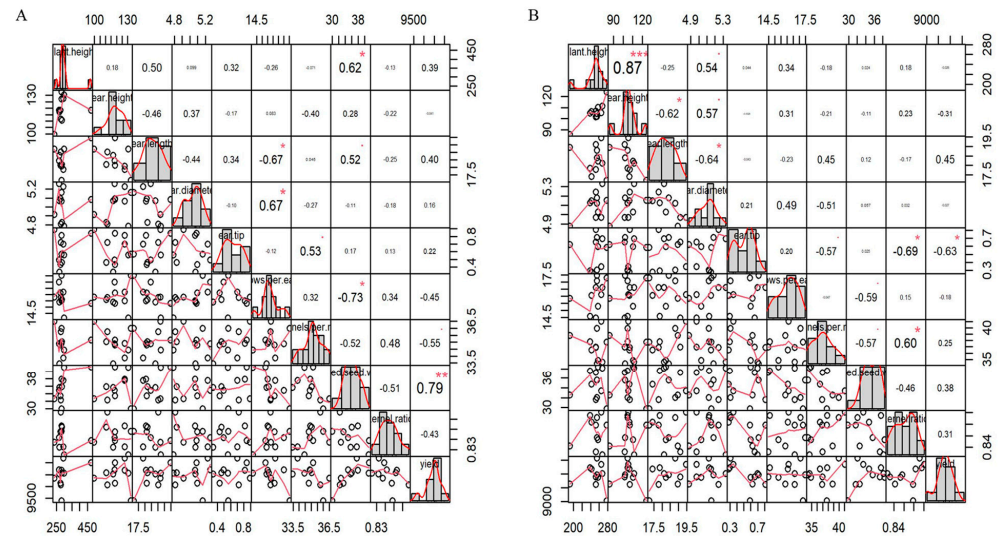 A
B
100 130 4.8 5.2 14.5 30 38 9500
90 120 4.9 5.3 14.5 17.5 30 36 9000
lant.heigh 0.18 0.50 0.32 -0.26 0.62 * -0.13 0.39
lant.heigh 0.87 *** -0.25 0.54 . 0.34 -0.18 0.18
ear.height -0.46 0.37 -0.17 -0.40 0.28 -0.22
ear.height -0.62 * 0.57 . 0.31 -0.21 -0.11 0.23 -0.31
ear.length -0.44 0.34 -0.67 * 0.52 . -0.25 0.40
ear.length -0.64 * -0.23 0.45 0.12 -0.17 0.45
ar.diamete 0.67 * -0.27 -0.11 -0.18 0.16
ar.diamete 0.21 0.49 -0.51
ear.tip -0.12 0.53 . 0.17 0.13 0.22
ear.tip 0.20 -0.57 . -0.69 * -0.63 *
ows.per.ea 0.32 -0.73 * 0.34 -0.45
ows.per.ea -0.59 . 0.15 -0.18
nels.per.r -0.52 0.48 -0.55 .
nels.per.r -0.57 . 0.60 * 0.25
ed.seed.v -0.51 0.79 **
ed.seed -0.46 0.38
ernel.ratio -0.43
ernel.ratio 0.31
yield
yield
250 450
200 280
100 130
90 120
17.5
17.5 19.5
4.8 5.2
4.9 5.3
0.4 0.8
0.3 0.7
14.5
14.5 17.5
33.5 36.5
35 40
30 38
30 36
0.83
0.84
9500
9000
250 450 17.5 0.4 0.8 33.5 36.5 0.83
200 280 17.5 19.5 0.3 0.7 35 40 0.84